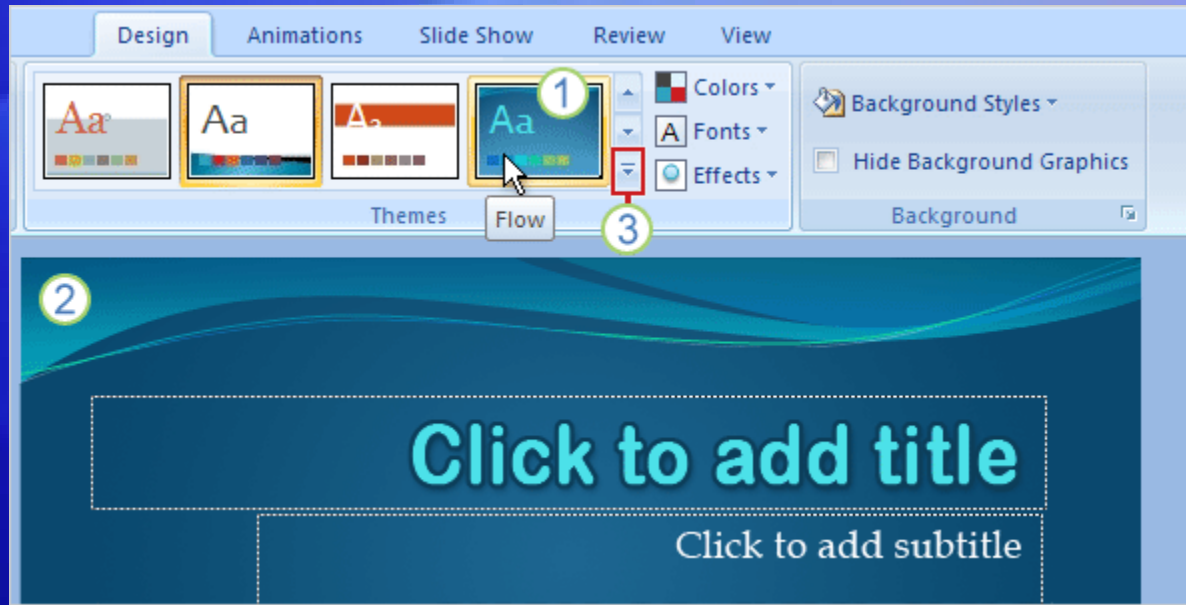 Design Animations Slide Show Review View
Aa Aa Aa Aa 1
Colors
Fonts
Effects
Background Styles
Hide Background Graphics
Themes
Flow
3
Background
2
Click to add title
Click to add subtitle